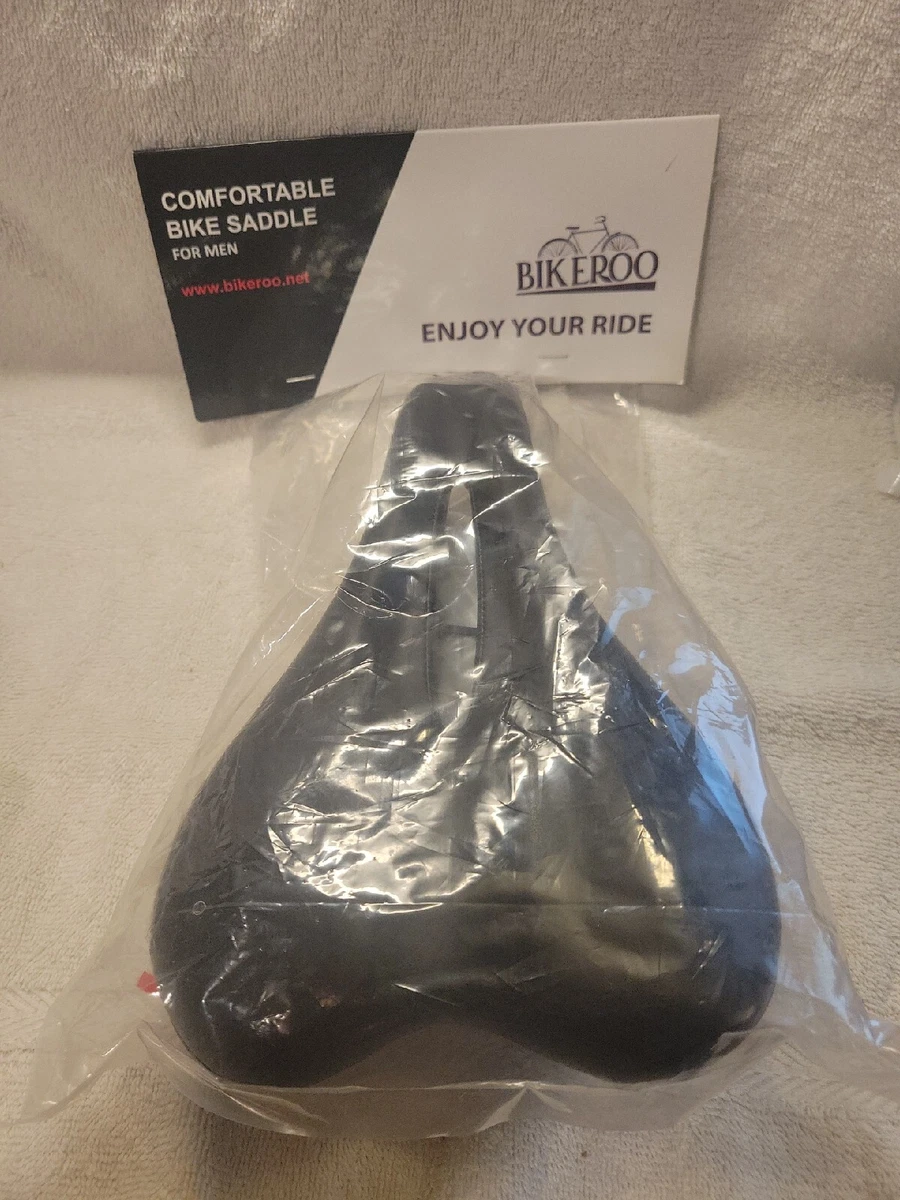 COMFORTABLE
BIKE SADDLE
FOR MEN
www.bikeroo.net
BIKEROO
ENJOY YOUR RIDE